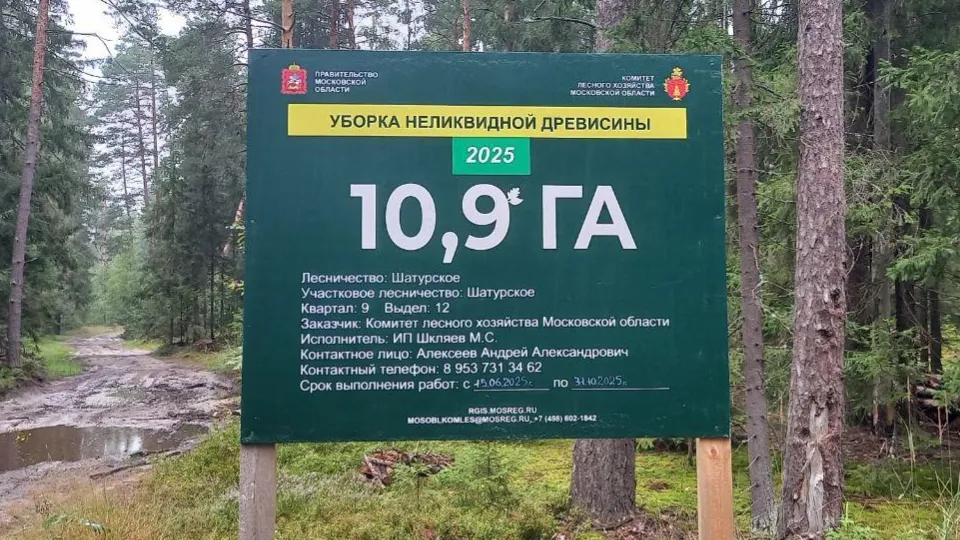 ПРАВИТЕЛЬСТВО
МОСКОВСКОЙ
ОБЛАСТИ
КОМИТЕТ
ЛЕСНОГО ХОЗЯЙСТВА
МОСКОВСКОЙ ОБЛАСТИ
УБОРКА НЕЛИКВИДНОЙ ДРЕВИСИНЫ
2025
10,9 ГА
Лесничество: Шатурское
Участковое лесничество: Шатурское
Квартал: 9 Выдел: 12
Заказчик: Комитет лесного хозяйства Московской области
Исполнитель: ИП Шкляев М.С.
Контактное лицо: Алексеев Андрей Александрович
Контактный телефон: 8 953 731 34 62
Срок выполнения работ: с 15.06.2025г. по 31.10.2025г.
RGIS.MOSREG.RU
MOSOBLKOMLES@MOSREG.RU, +7 (498) 602-1842